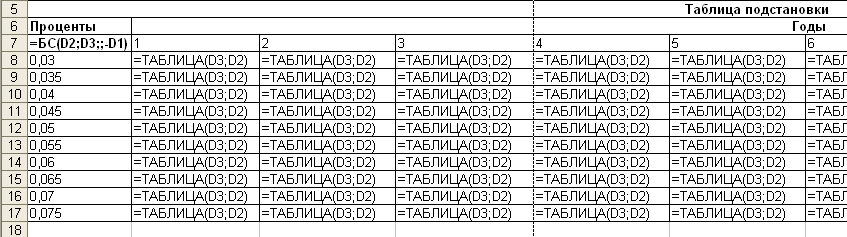 5 Таблица подстановки
6 Проценты Годы
7 =БС(D2;D3;;-D1) 1 2 3 4 5 6
8 0,03 =ТАБЛИЦА(D3;D2) =ТАБЛИЦА(D3;D2) =ТАБЛИЦА(D3;D2) =ТАБЛИЦА(D3;D2) =ТАБЛИЦА(D3;D2) =ТАБЛ
9 0,035 =ТАБЛИЦА(D3;D2) =ТАБЛИЦА(D3;D2) =ТАБЛИЦА(D3;D2) =ТАБЛИЦА(D3;D2) =ТАБЛИЦА(D3;D2) =ТАБЛ
10 0,04 =ТАБЛИЦА(D3;D2) =ТАБЛИЦА(D3;D2) =ТАБЛИЦА(D3;D2) =ТАБЛИЦА(D3;D2) =ТАБЛИЦА(D3;D2) =ТАБЛ
11 0,045 =ТАБЛИЦА(D3;D2) =ТАБЛИЦА(D3;D2) =ТАБЛИЦА(D3;D2) =ТАБЛИЦА(D3;D2) =ТАБЛИЦА(D3;D2) =ТАБЛ
12 0,05 =ТАБЛИЦА(D3;D2) =ТАБЛИЦА(D3;D2) =ТАБЛИЦА(D3;D2) =ТАБЛИЦА(D3;D2) =ТАБЛИЦА(D3;D2) =ТАБЛ
13 0,055 =ТАБЛИЦА(D3;D2) =ТАБЛИЦА(D3;D2) =ТАБЛИЦА(D3;D2) =ТАБЛИЦА(D3;D2) =ТАБЛИЦА(D3;D2) =ТАБЛ
14 0,06 =ТАБЛИЦА(D3;D2) =ТАБЛИЦА(D3;D2) =ТАБЛИЦА(D3;D2) =ТАБЛИЦА(D3;D2) =ТАБЛИЦА(D3;D2) =ТАБЛ
15 0,065 =ТАБЛИЦА(D3;D2) =ТАБЛИЦА(D3;D2) =ТАБЛИЦА(D3;D2) =ТАБЛИЦА(D3;D2) =ТАБЛИЦА(D3;D2) =ТАБЛ
16 0,07 =ТАБЛИЦА(D3;D2) =ТАБЛИЦА(D3;D2) =ТАБЛИЦА(D3;D2) =ТАБЛИЦА(D3;D2) =ТАБЛИЦА(D3;D2) =ТАБЛ
17 0,075 =ТАБЛИЦА(D3;D2) =ТАБЛИЦА(D3;D2) =ТАБЛИЦА(D3;D2) =ТАБЛИЦА(D3;D2) =ТАБЛИЦА(D3;D2) =ТАБЛ
18